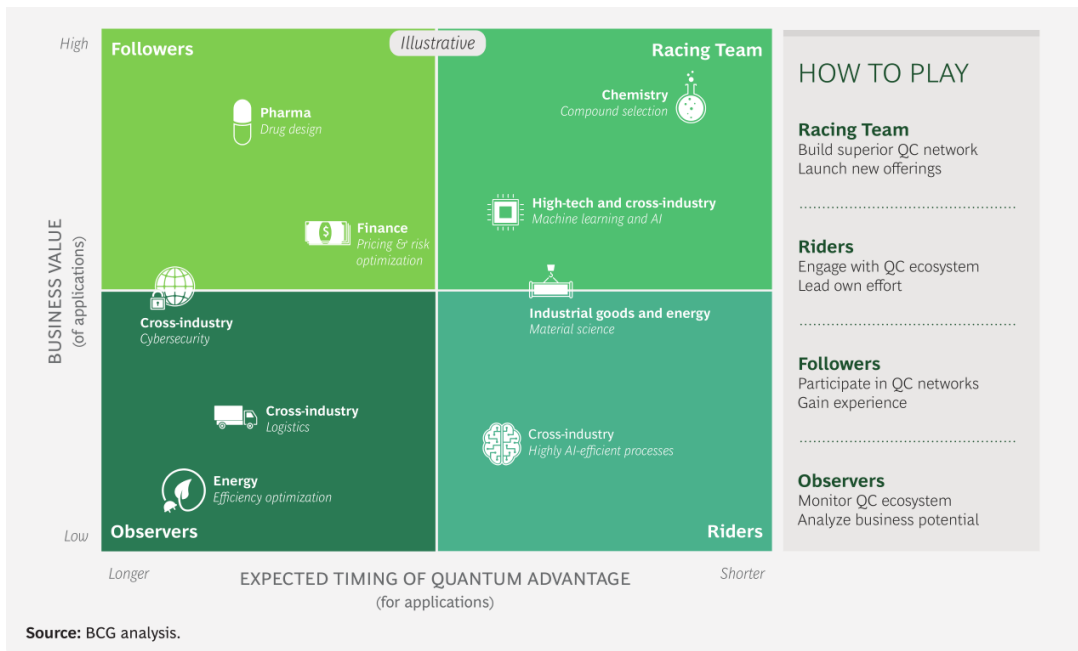 High
Followers
Illustrative
Racing Team
Pharma
Drug design
Chemistry
Compound selection
Finance
Pricing & risk
optimization
High-tech and cross-industry
Machine learning and AI
$
Cross-industry
Cybersecurity
Industrial goods and energy
Material science
Cross-industry
Logistics
Cross-industry
Highly AI-efficient processes
Energy
Efficiency optimization
Observers
Riders
Low
BUSINESS VALUE
(of applications)
Longer
EXPECTED TIMING OF QUANTUM ADVANTAGE
(for applications)
Shorter
HOW TO PLAY
Racing Team
Build superior QC network
Launch new offerings
Riders
Engage with QC ecosystem
Lead own effort
Followers
Participate in QC networks
Gain experience
Observers
Monitor QC ecosystem
Analyze business potential
Source: BCG analysis.